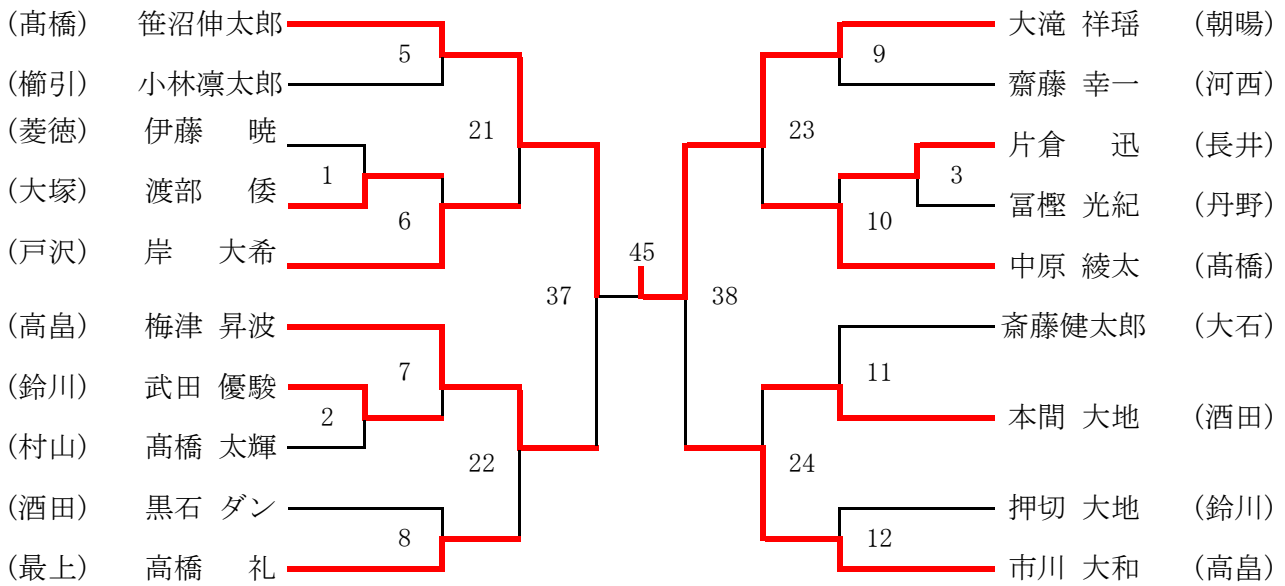 (髙橋) 笹沼伸太郎
(櫛引) 小林凛太郎
(菱徳) 伊藤 暁
(大塚) 渡部 倭
(戸沢) 岸 大希
(高畠) 梅津 昇波
(鈴川) 武田 優駿
(村山) 髙橋 太輝
(酒田) 黒石 ダン
(最上) 高橋 礼
5
21
1
6
37
7
2
22
8
45
9
23
3
10
38
11
24
12
大滝 祥瑶 (朝暘)
齋藤 幸一 (河西)
片倉 迅 (長井)
冨樫 光紀 (丹野)
中原 綾太 (髙橋)
斎藤健太郎 (大石)
本間 大地 (酒田)
押切 大地 (鈴川)
市川 大和 (高畠)